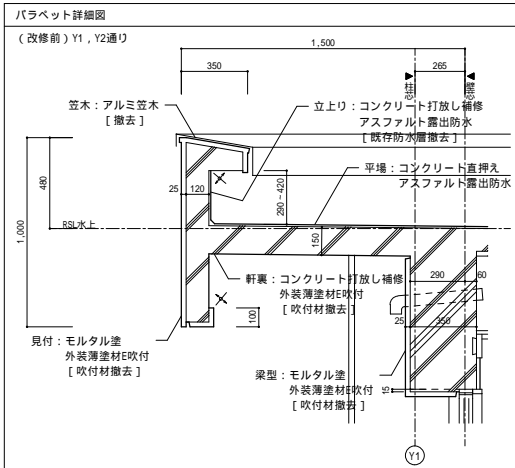 パラペット詳細図
(改修前) Y1 , Y2通り
1,500
350
265
柱芯
壁芯
笠木：アルミ笠木
[ 撤去 ]
立上り：コンクリート打放し補修
アスファルト露出防水
[ 既存防水層撤去 ]
平場：コンクリート直押え
アスファルト露出防水
480
25
120
290~420
1,000
RSL水上
150
軒裏：コンクリート打放し補修
外装薄塗材E吹付
[ 吹付材撤去 ]
290
60
100
25
350
見付：モルタル塗
外装薄塗材E吹付
[ 吹付材撤去 ]
梁型：モルタル塗
外装薄塗材E吹付
[ 吹付材撤去 ]
15
Y1